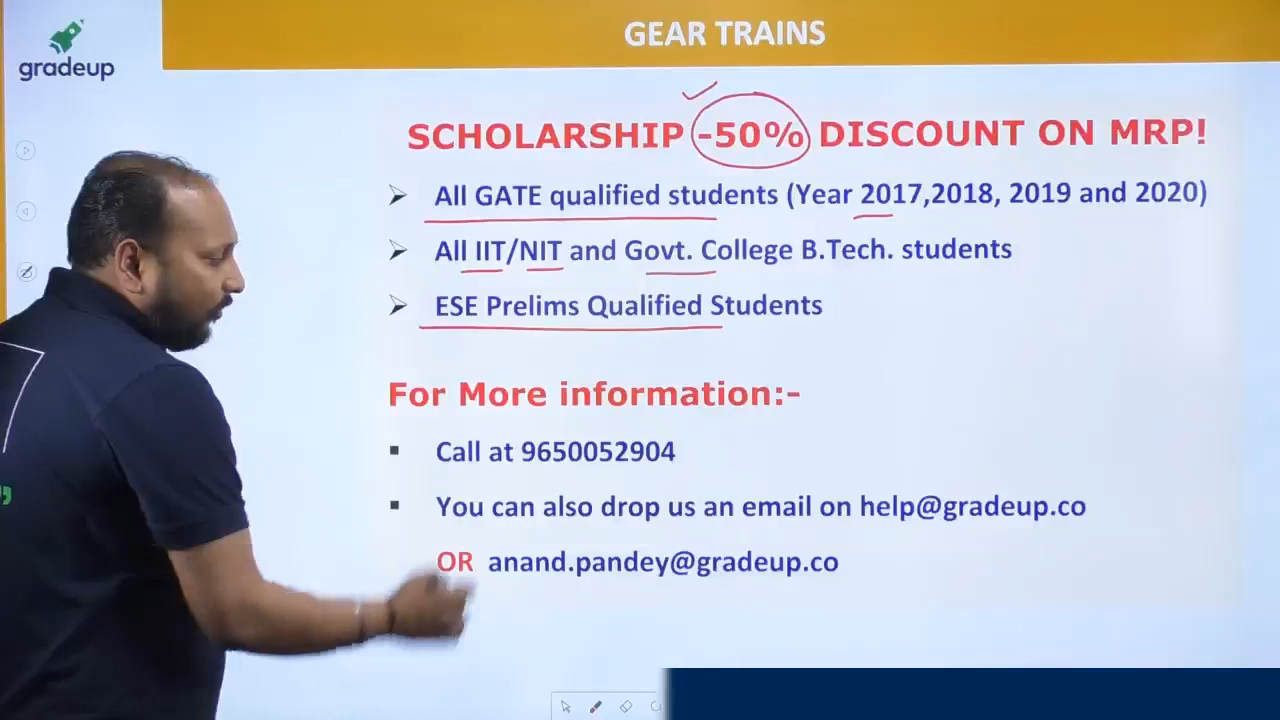 GEAR TRAINS
gradeup
SCHOLARSHIP -50% DISCOUNT ON MRP!
All GATE qualified students (Year 2017,2018, 2019 and 2020)
All IIT/NIT and Govt. College B.Tech. students
ESE Prelims Qualified Students
For More information:-
Call at 9650052904
You can also drop us an email on help@gradeup.co
OR anand.pandey@gradeup.co